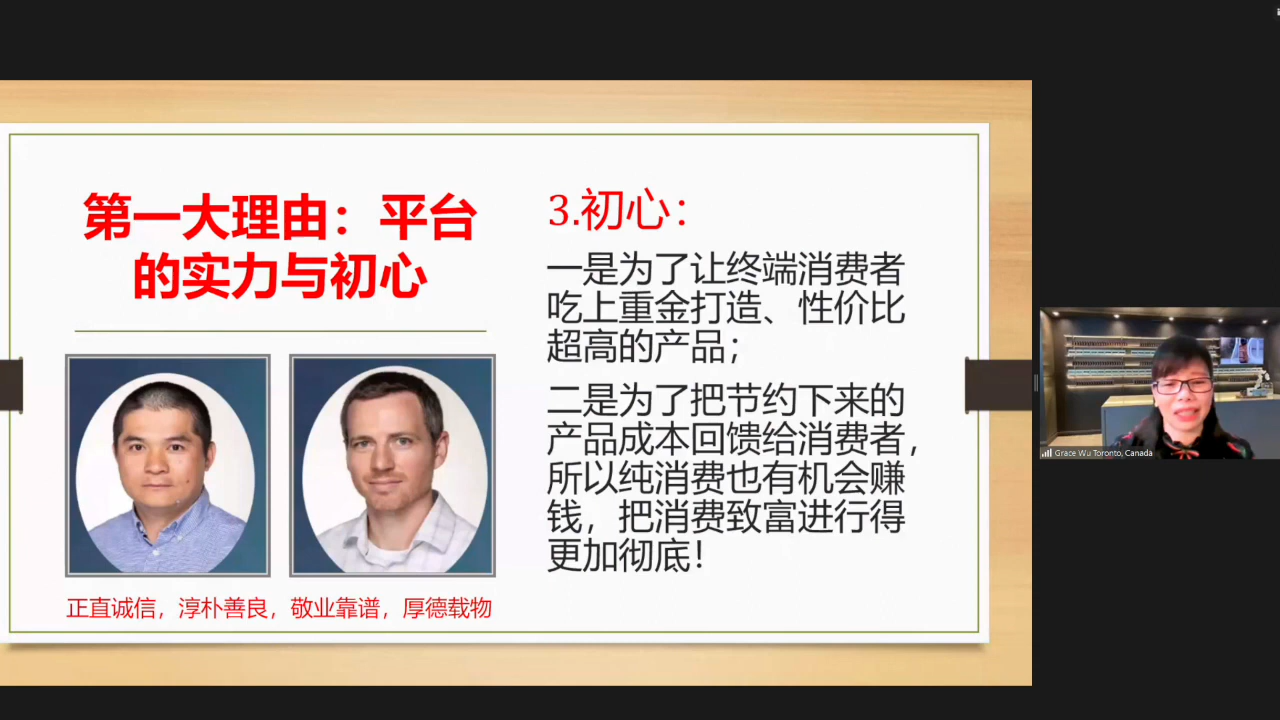 第一大理由：平台
的实力与初心
正直诚信，淳朴善良，敬业靠谱，厚德载物
3.初心：
一是为了让终端消费者
吃上重金打造、性价比
超高的产品；
二是为了把节约下来的
产品成本回馈给消费者，
所以纯消费也有机会赚
钱，把消费致富进行得
更加彻底！
Grace Wu Toronto, Canada